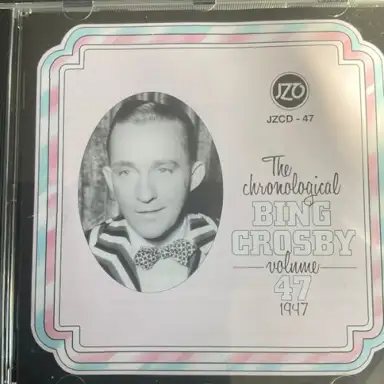 JZO
JZCD - 47
The
chronological
BING
CROSBY
volume
47
1947